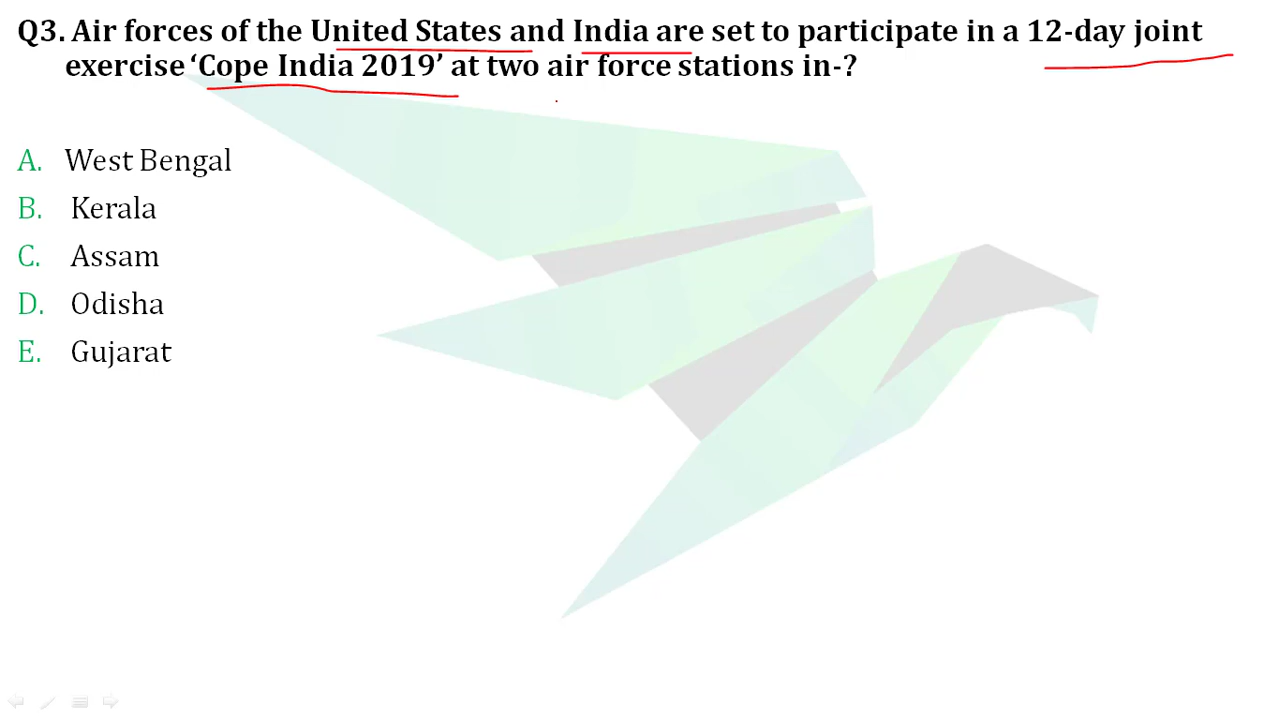 Q3. Air forces of the United States and India are set to participate in a 12-day joint
exercise ‘Cope India 2019’ at two air force stations in-?
A. West Bengal
B. Kerala
C. Assam
D. Odisha
E. Gujarat